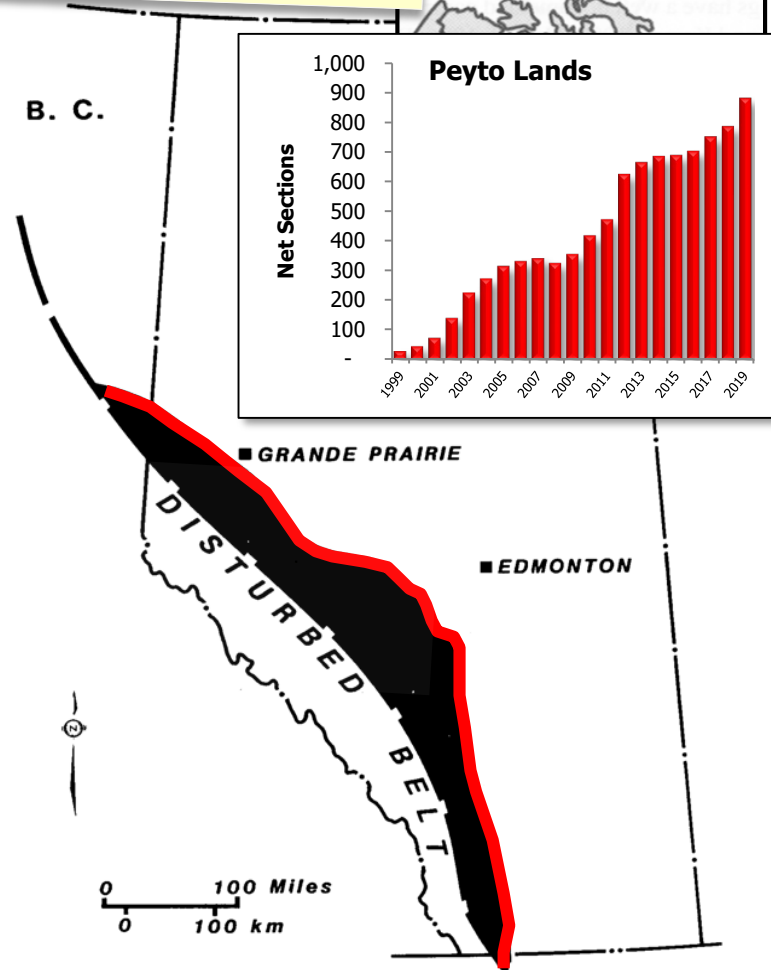 B. C.
Peyto Lands
Net Sections
1,000
900
800
700
600
500
400
300
200
100
-
1999
2001
2003
2005
2007
2009
2011
2013
2015
2017
2019
GRANDE PRAIRIE
EDMONTON
DISTURBED BELT
N
0 100 Miles
0 100 km